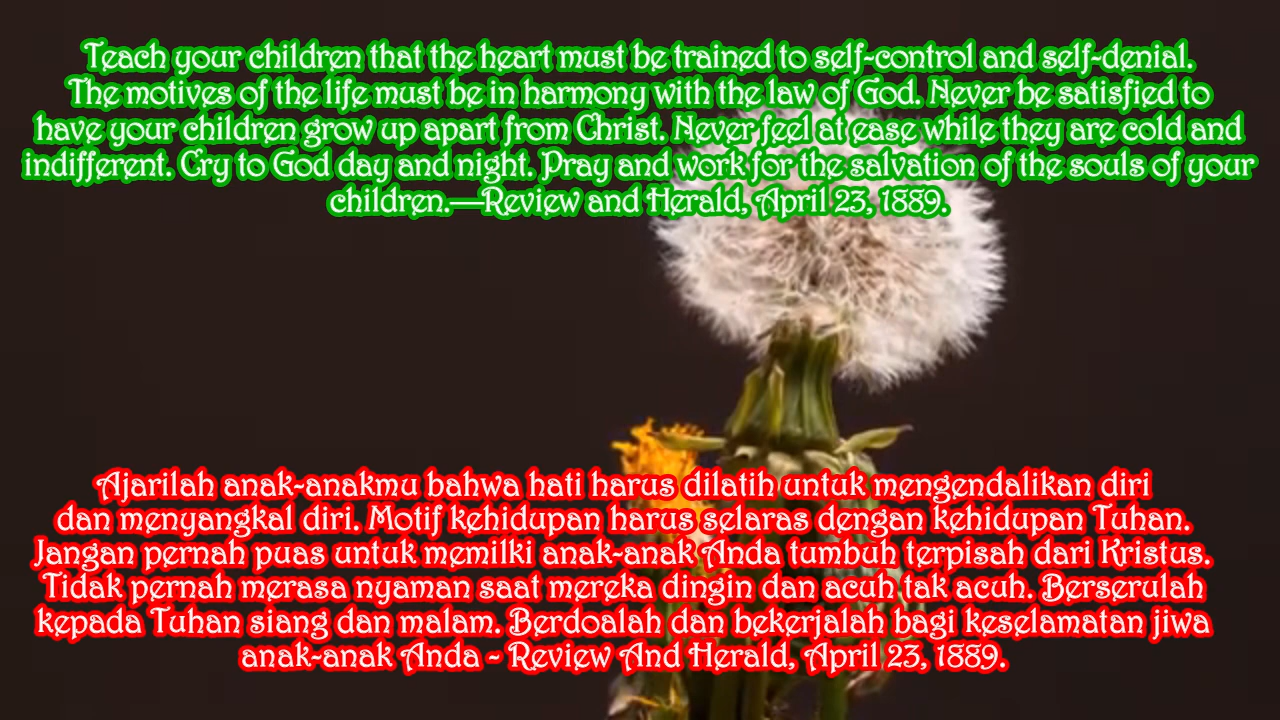 Teach your children that the heart must be trained to self-control and self-denial.
The motives of the life must be in harmony with the law of God. Never be satisfied to
have your children grow up apart from Christ. Never feel at ease while they are cold and
indifferent. Cry to God day and night. Pray and work for the salvation of the souls of your
children.—Review and Herald, April 23, 1889.
Ajarilah anak-anakmu bahwa hati harus dilatih untuk mengendalikan diri
dan menyangkal diri. Motif kehidupan harus selaras dengan kehidupan Tuhan.
Jangan pernah puas untuk memilki anak-anak Anda tumbuh terpisah dari Kristus.
Tidak pernah merasa nyaman saat mereka dingin dan acuh tak acuh. Berserulah
kepada Tuhan siang dan malam. Berdoalah dan bekerjalah bagi keselamatan jiwa
anak-anak Anda - Review And Herald, April 23, 1889.